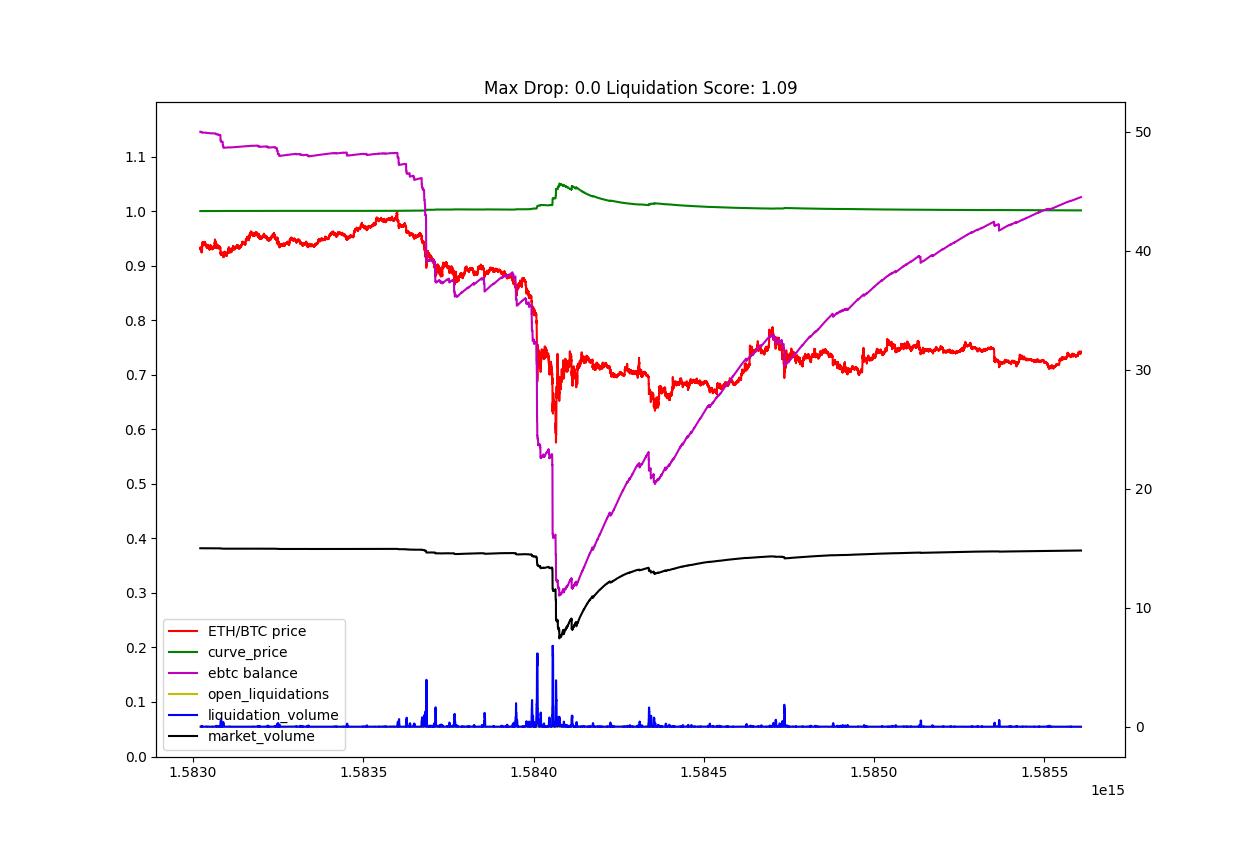 Max Drop: 0.0 Liquidation Score: 1.09
1.1
1.0
0.9
0.8
0.7
0.6
0.5
0.4
0.3
0.2
0.1
0.0
50
40
30
20
10
0
ETH/BTC price
curve_price
ebtc balance
open_liquidations
liquidation_volume
market_volume
1.5830 1.5835 1.5840 1.5845 1.5850 1.5855
1e15